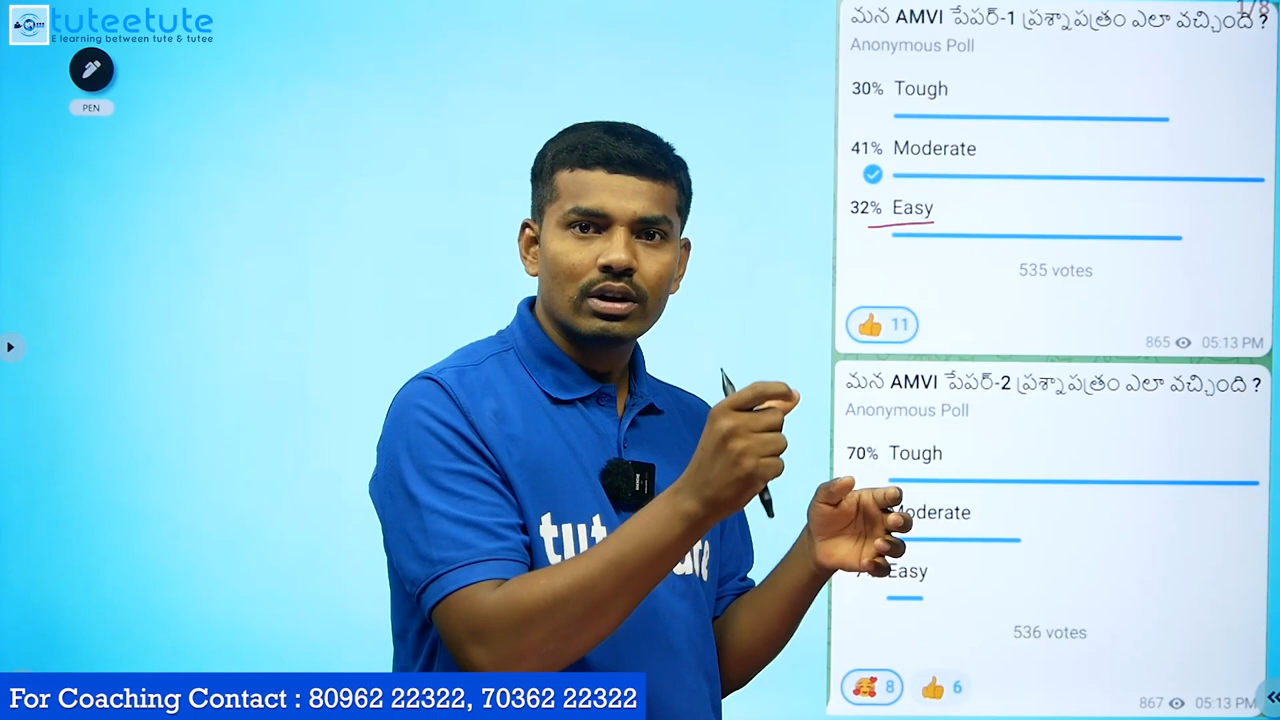 tuteetute
E learning between tute & tutee
PEN
1/8
మన AMVI పేపర్-1 ప్రశ్నాపత్రం ఎలా వచ్చింది ?
Anonymous Poll
30% Tough
41% Moderate
32% Easy
535 votes
11
865 05:13 PM
మన AMVI పేపర్-2 ప్రశ్నాపత్రం ఎలా వచ్చింది ?
Anonymous Poll
70% Tough
Moderate
Easy
536 votes
8 6
867 05:13 PM
For Coaching Contact : 80962 22322, 70362 22322